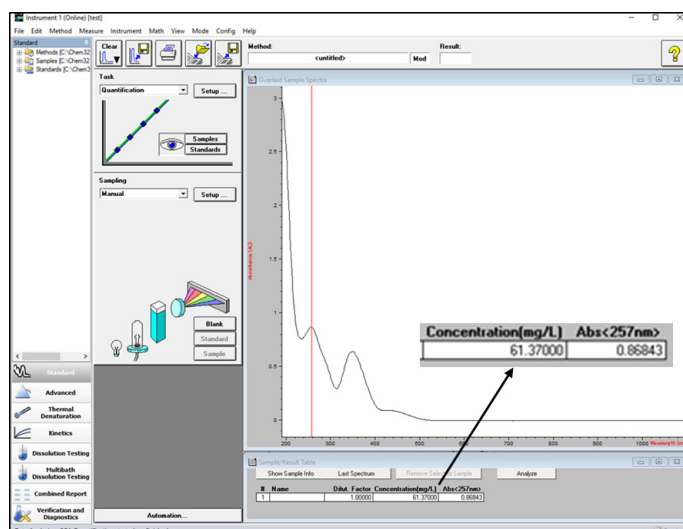 Instrument 1 (Online) [test]
File Edit Method Measure Instrument Math View Mode Config Help
Standard
Methods [C:\Chem32
Samples [C:\Chem32
Standards [C:\Chem3
Clear
Method:
<untitled>
Mod
Result:
Task
Quantification
Setup ...
Samples
Standards
Sampling
Manual
Setup ...
Blank
Standard
Sample
Automation...
Standard
Advanced
Thermal
Denaturation
Kinetics
Dissolution Testing
Multibath
Dissolution Testing
Combined Report
Verification and
Diagnostics
Overlaid Sample Spectra
Absorbance (AU)
3
2.5
2
1.5
1
0.5
0
200 300 400 500 600 700 800 900 1000
Concentration(mg/L) Abs<257nm>
61.37000 0.86843
Sample/Result Table
Show Sample Info Last Spectrum Remove Selected Sample Analyze
# Name Dilut. Factor Concentration(mg/L) Abs<257nm>
1 1.00000 61.37000 0.86843